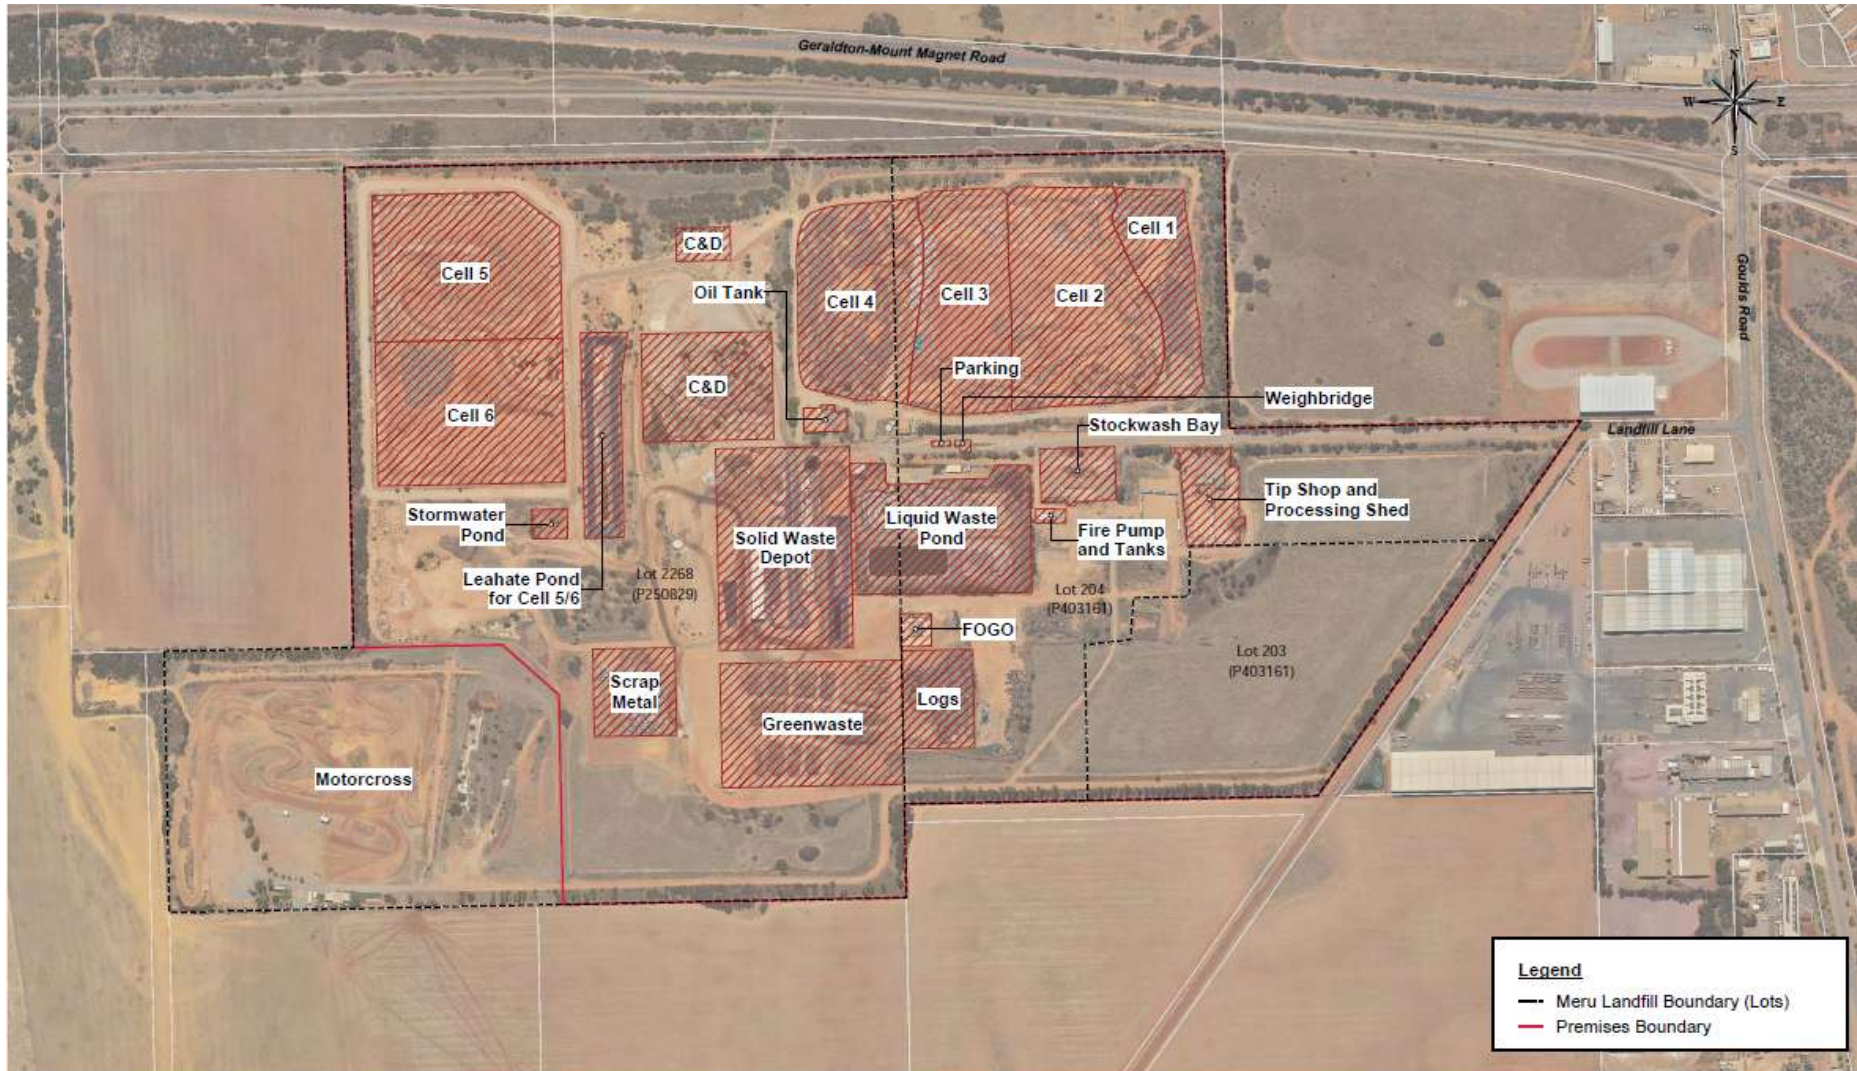 Geraldton-Mount Magnet Road
N
W
E
S
Cell 1
C&D
Cell 5
Oil Tank
Cell 4
Cell 3
Cell 2
Goulds Road
Parking
C&D
Weighbridge
Cell 6
Stockwash Bay
Landfill Lane
Tip Shop and
Processing Shed
Stormwater
Pond
Liquid Waste
Pond
Fire Pump
and Tanks
Solid Waste
Depot
Leahate Pond
for Cell 5/6
Lot 2268
(P250829)
Lot 204
(P403161)
FOGO
Lot 203
(P403161)
Scrap
Metal
Logs
Greenwaste
Motorcross
Legend
Meru Landfill Boundary (Lots)
Premises Boundary